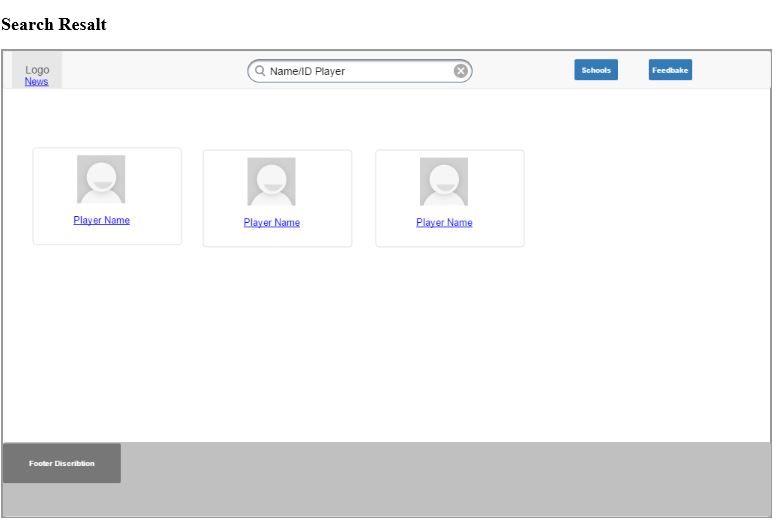 Search Resalt
Logo
News
Name/ID Player
Schools
Feedbake
Player Name
Player Name
Player Name
Footer Discribtion